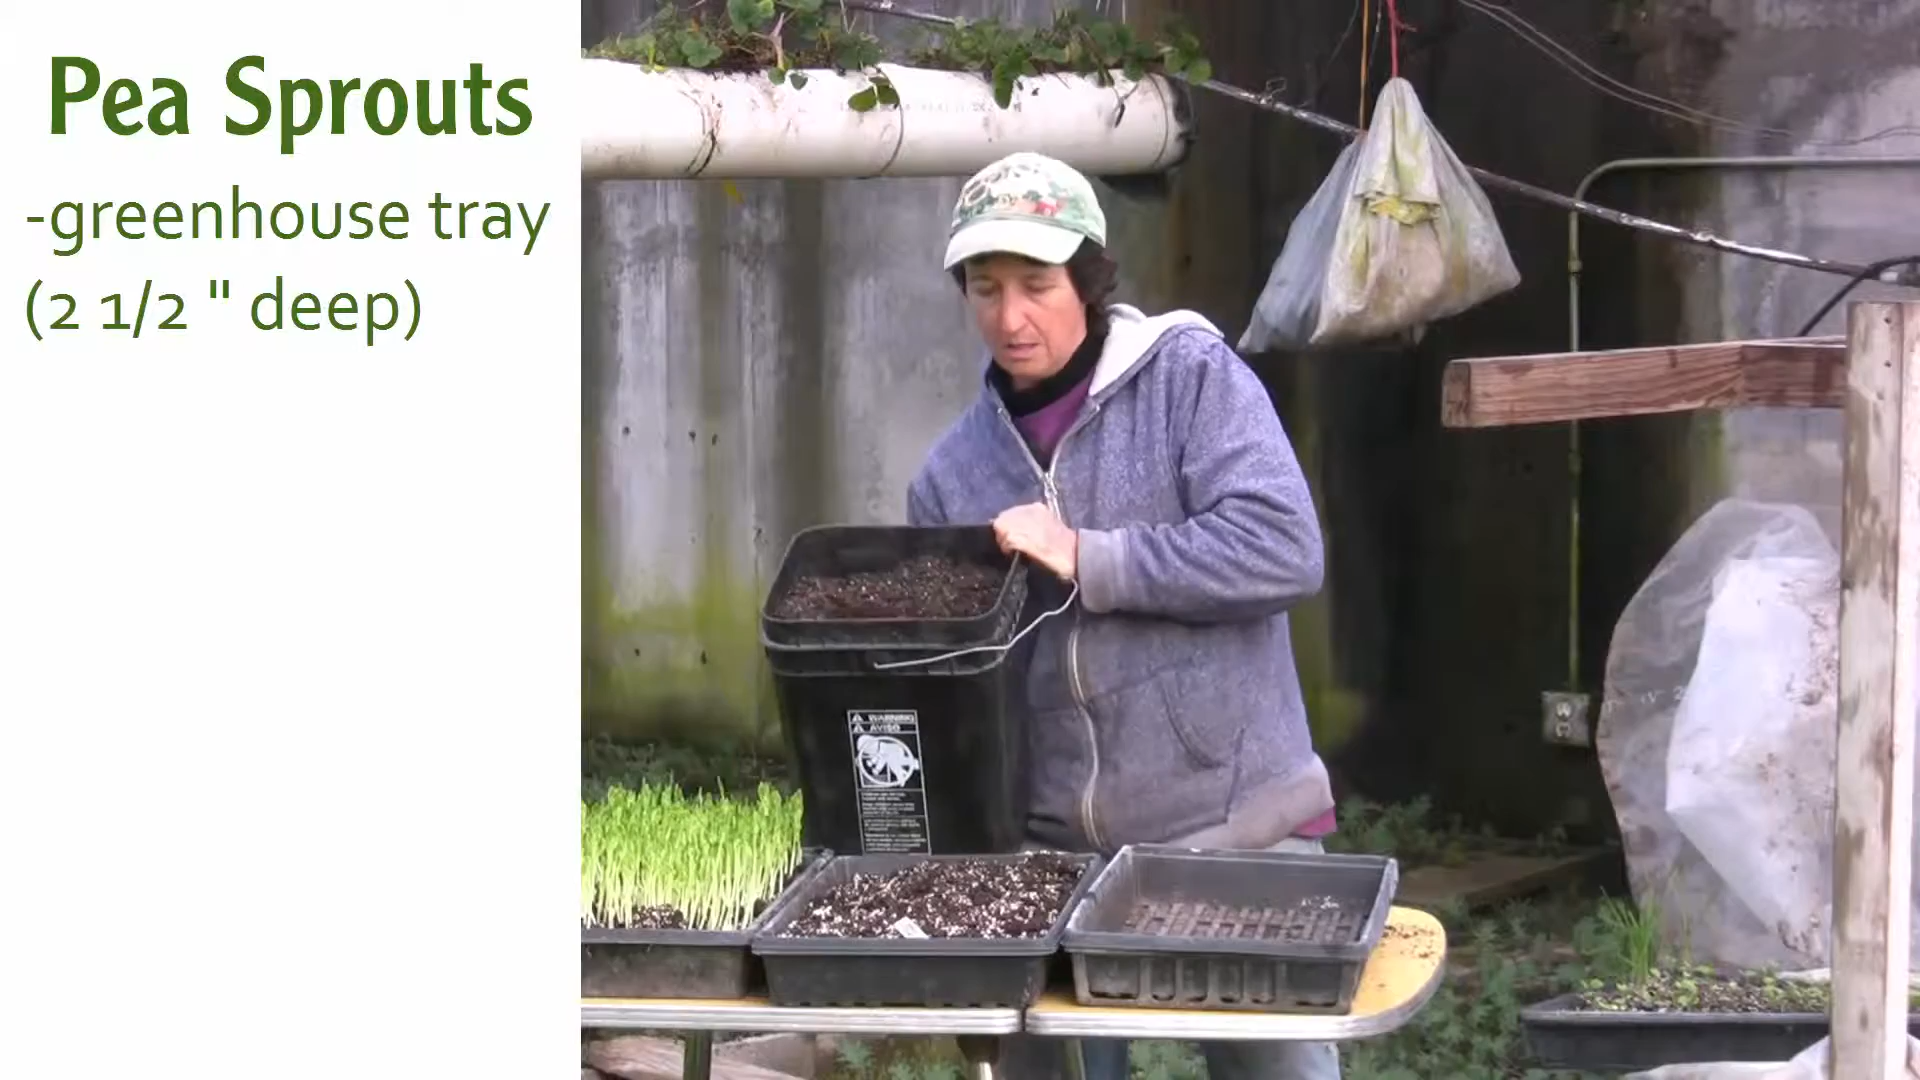 Pea Sprouts
-greenhouse tray
(2 1/2 " deep)
WARNING
AVISO